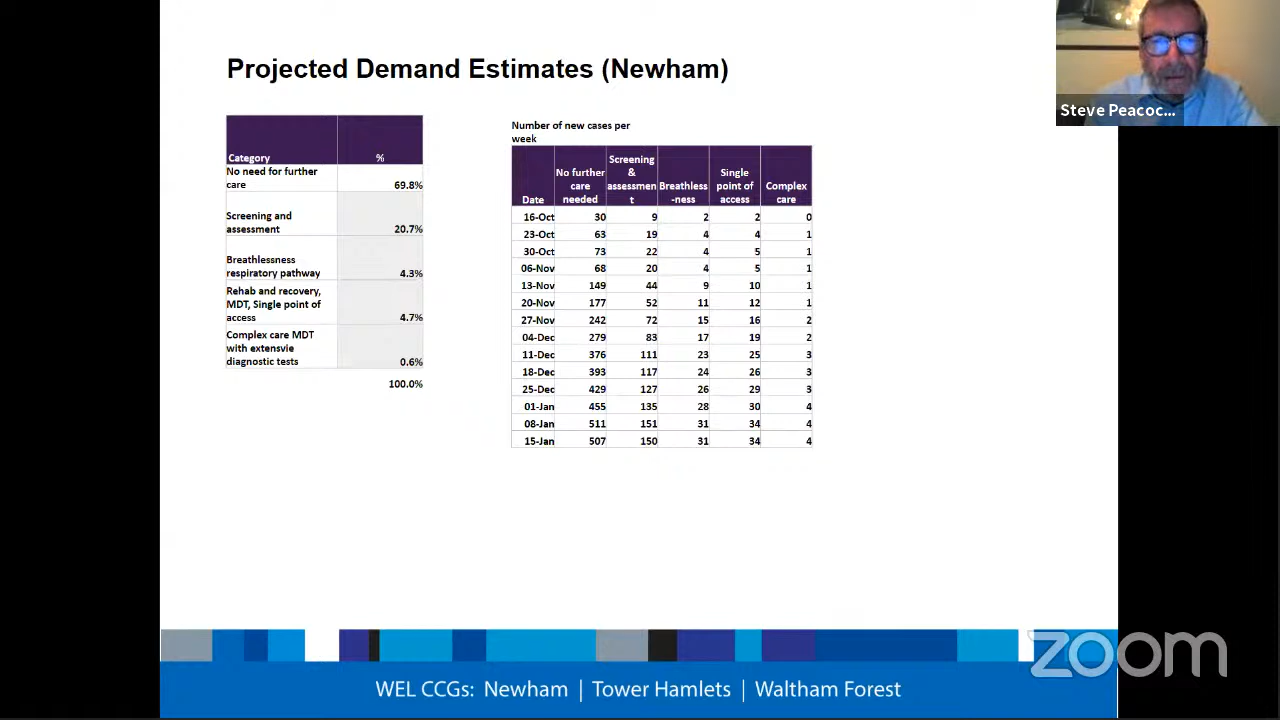 Projected Demand Estimates (Newham)
Steve Peacoc...
Category %
No need for further
care 69.8%
Screening and
assessment 20.7%
Breathlessness
respiratory pathway 4.3%
Rehab and recovery,
MDT, Single point of
access 4.7%
Complex care MDT
with extensvie
diagnostic tests 0.6%
100.0%
Number of new cases per
week
Date No further care needed Screening & assessment Breathless-ness Single point of access Complex care
16-Oct 30 9 2 2 0
23-Oct 63 19 4 4 1
30-Oct 73 22 4 5 1
06-Nov 68 20 4 5 1
13-Nov 149 44 9 10 1
20-Nov 177 52 11 12 1
27-Nov 242 72 15 16 2
04-Dec 279 83 17 19 2
11-Dec 376 111 23 25 3
18-Dec 393 117 24 26 3
25-Dec 429 127 26 29 3
01-Jan 455 135 28 30 4
08-Jan 511 151 31 34 4
15-Jan 507 150 31 34 4
zoom
WEL CCGs: Newham | Tower Hamlets | Waltham Forest